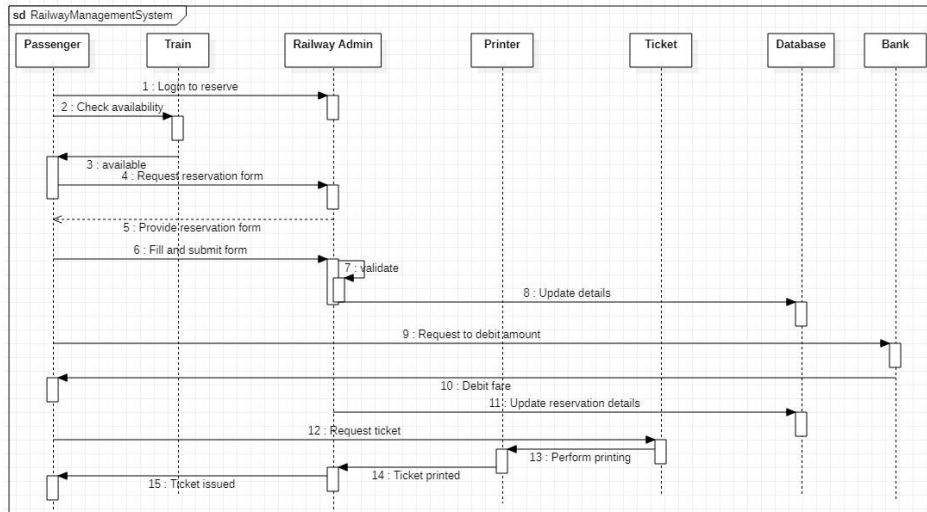 sd RailwayManagementSystem
Passenger
Train
Railway Admin
Printer
Ticket
Database
Bank
1 : Login to reserve
2 : Check availability
3 : available
4 : Request reservation form
5 : Provide reservation form
6 : Fill and submit form
7 : validate
8 : Update details
9 : Request to debit amount
10 : Debit fare
11 : Update reservation details
12 : Request ticket
13 : Perform printing
14 : Ticket printed
15 : Ticket issued